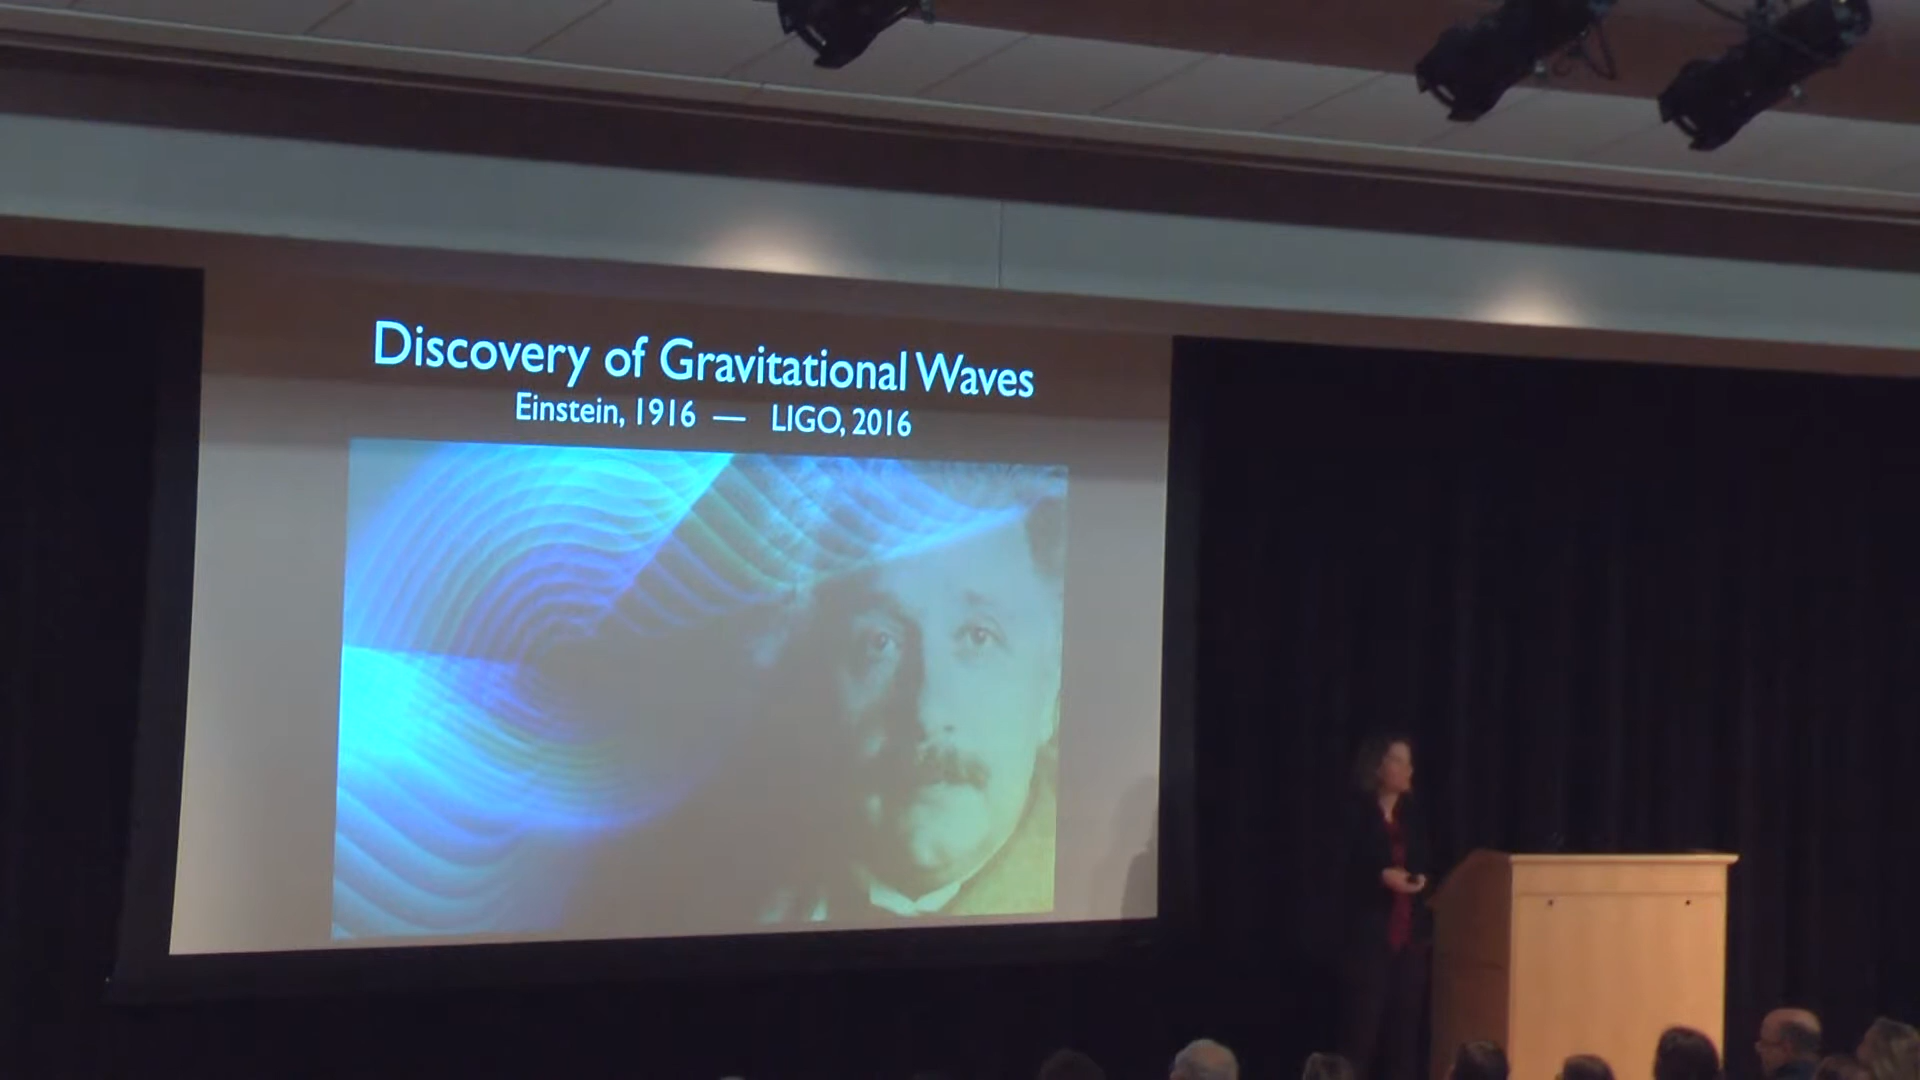 Discovery of Gravitational Waves
Einstein, 1916 — LIGO, 2016